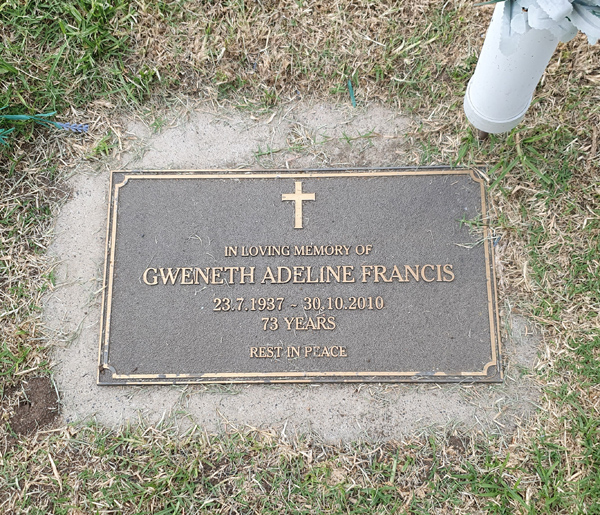 IN LOVING MEMORY OF
GWENETH ADELINE FRANCIS
23.7.1937 ~ 30.10.2010
73 YEARS
REST IN PEACE